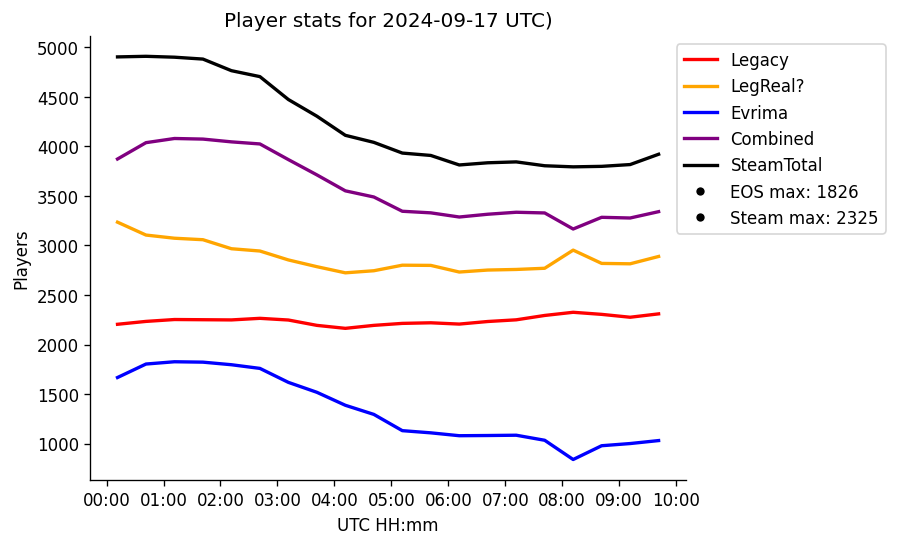 Player stats for 2024-09-17 UTC)
5000
4500
4000
3500
3000
2500
2000
1500
1000
Players
00:00 01:00 02:00 03:00 04:00 05:00 06:00 07:00 08:00 09:00 10:00
UTC HH:mm
Legacy
LegReal?
Evrima
Combined
SteamTotal
EOS max: 1826
Steam max: 2325